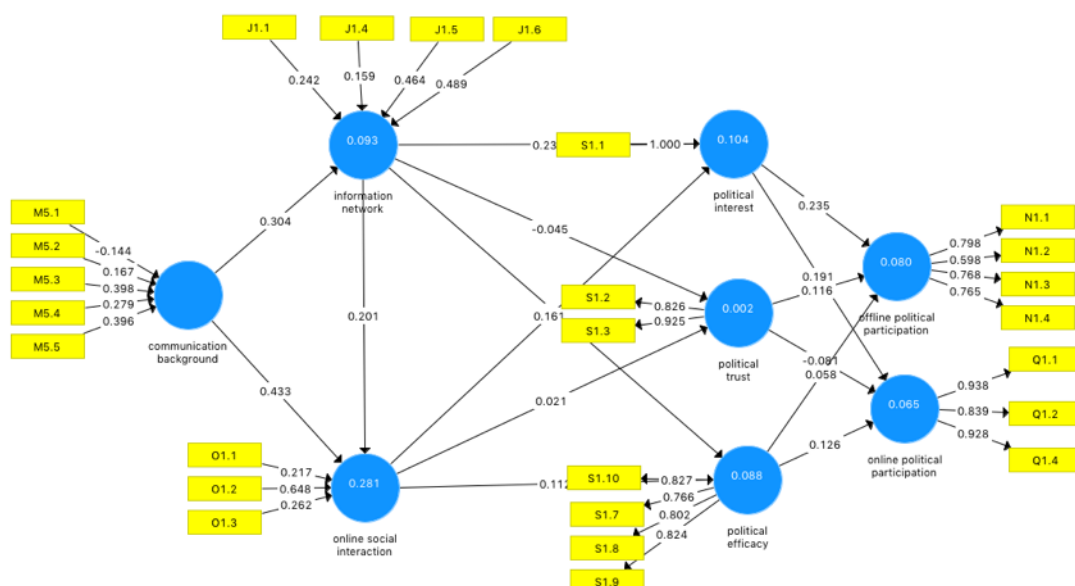 J1.1
J1.4
J1.5
J1.6
0.242
0.159
0.464
0.489
0.093
information
network
0.23
S1.1
1.000
0.104
political
interest
M5.1
M5.2
M5.3
M5.4
M5.5
-0.144
0.167
0.398
0.279
0.396
communication
background
0.304
0.433
0.201
-0.045
0.161
0.021
0.112
S1.2
S1.3
0.826
0.925
0.002
political
trust
0.235
0.191
0.116
-0.081
0.058
0.126
0.080
offline political
participation
0.798
0.598
0.768
0.765
N1.1
N1.2
N1.3
N1.4
0.065
online political
participation
0.938
0.839
0.928
Q1.1
Q1.2
Q1.4
O1.1
O1.2
O1.3
0.217
0.648
0.262
0.281
online social
interaction
S1.10
S1.7
S1.8
S1.9
0.827
0.766
0.802
0.824
0.088
political
efficacy